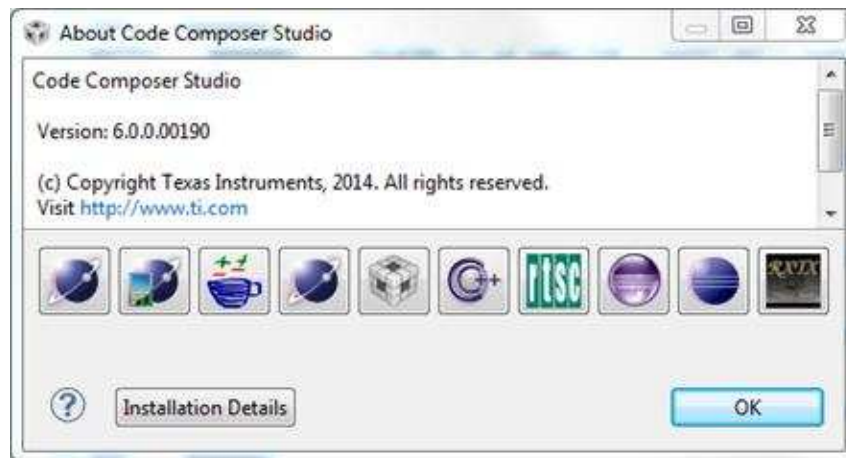 About Code Composer Studio
Code Composer Studio
Version: 6.0.0.00190
(c) Copyright Texas Instruments, 2014. All rights reserved.
Visit http://www.ti.com
C++
rtsc
RXTX
? Installation Details OK